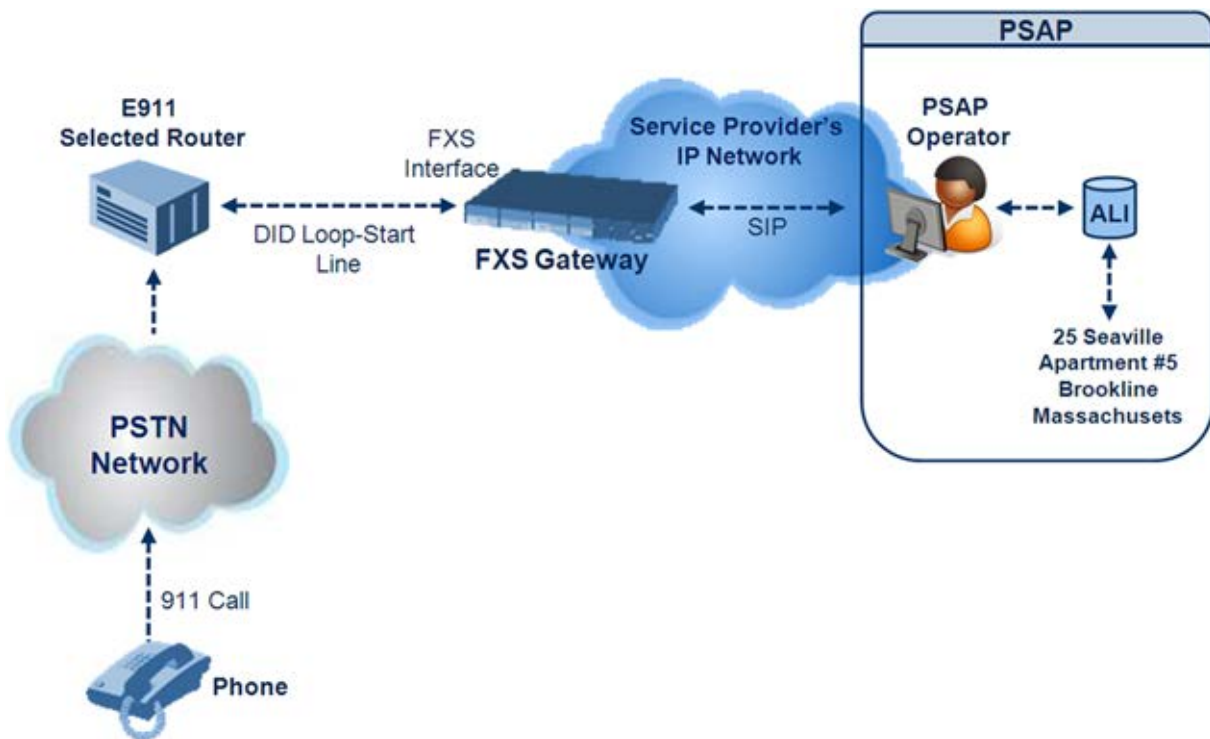 PSAP
E911
Selected Router
FXS
Interface
Service Provider's
IP Network
PSAP
Operator
DID Loop-Start
Line
FXS Gateway
SIP
ALI
25 Seaville
Apartment #5
Brookline
Massachusets
PSTN
Network
911 Call
Phone